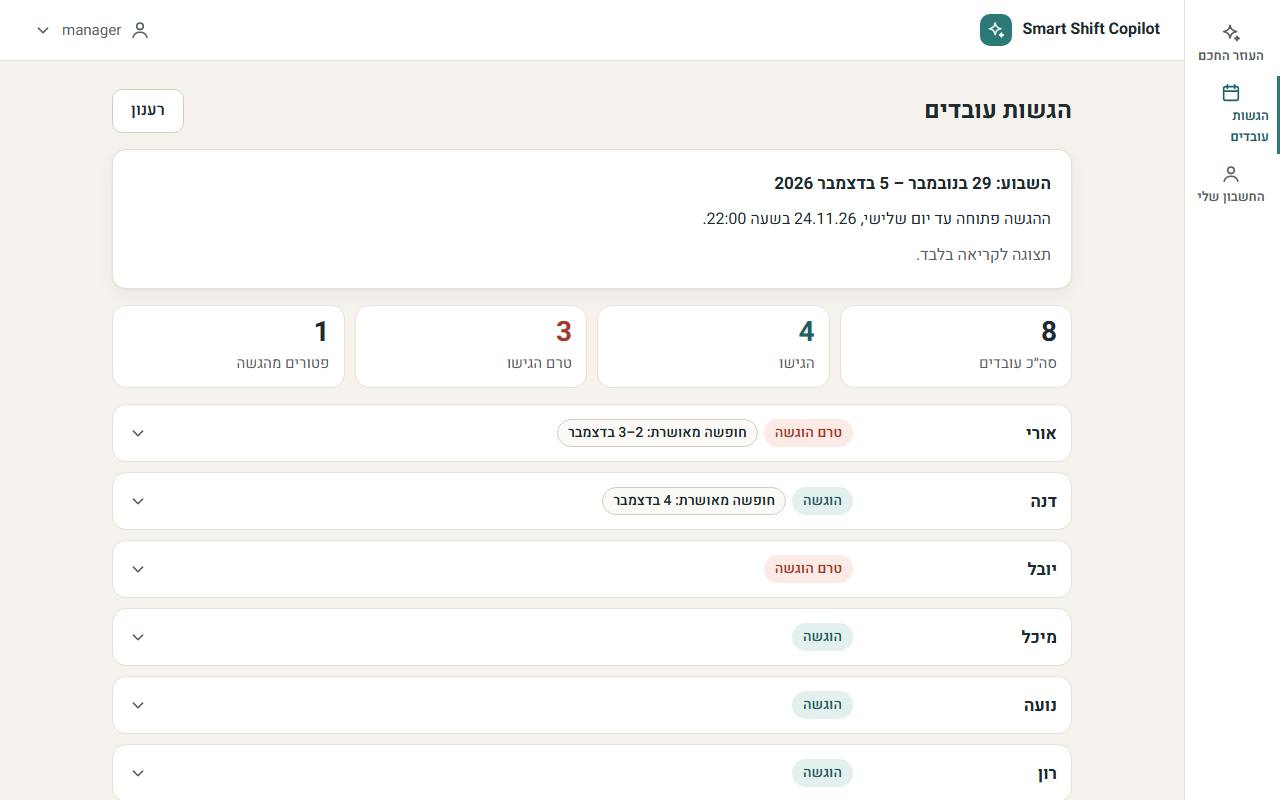 Smart Shift Copilot
manager
העוזר החכם
הגשות
עובדים
החשבון שלי
הגשות עובדים
רענון
השבוע: 29 בנובמבר – 5 בדצמבר 2026
ההגשה פתוחה עד יום שלישי, 24.11.26 בשעה 22:00.
תצוגה לקריאה בלבד.
8
סה״כ עובדים
4
הגישו
3
טרם הגישו
1
פטורים מהגשה
אורי טרם הוגשה חופשה מאושרת: 2–3 בדצמבר
דנה הוגשה חופשה מאושרת: 4 בדצמבר
יובל טרם הוגשה
מיכל הוגשה
נועה הוגשה
רון הוגשה